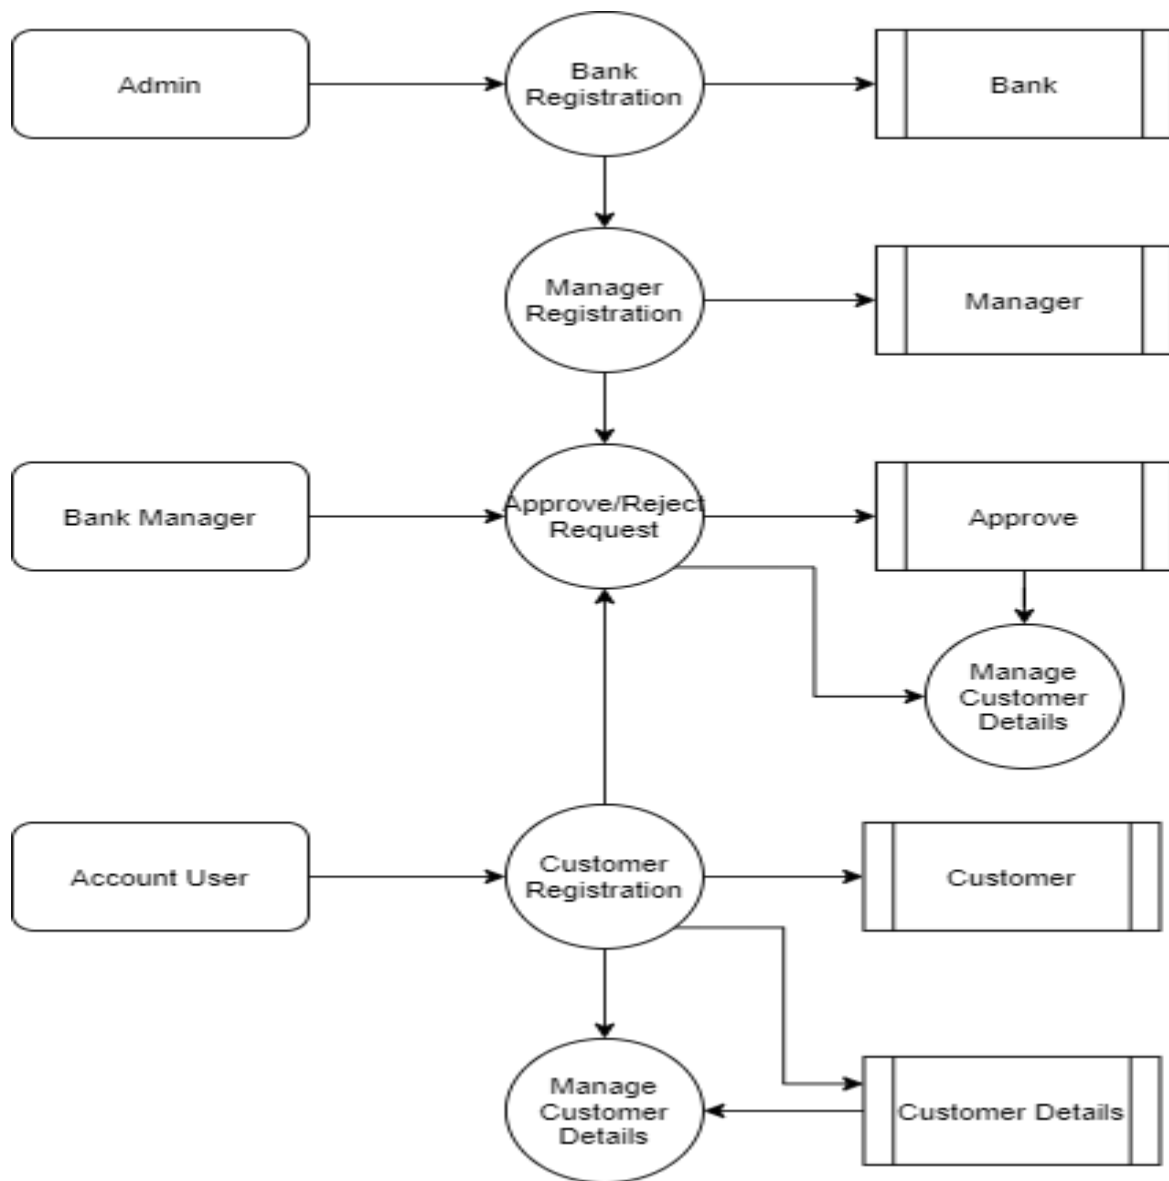 Admin
Bank
Registration
Bank
Manager
Registration
Manager
Bank Manager
Approve/Reject
Request
Approve
Manage
Customer
Details
Account User
Customer
Registration
Customer
Manage
Customer
Details
Customer Details